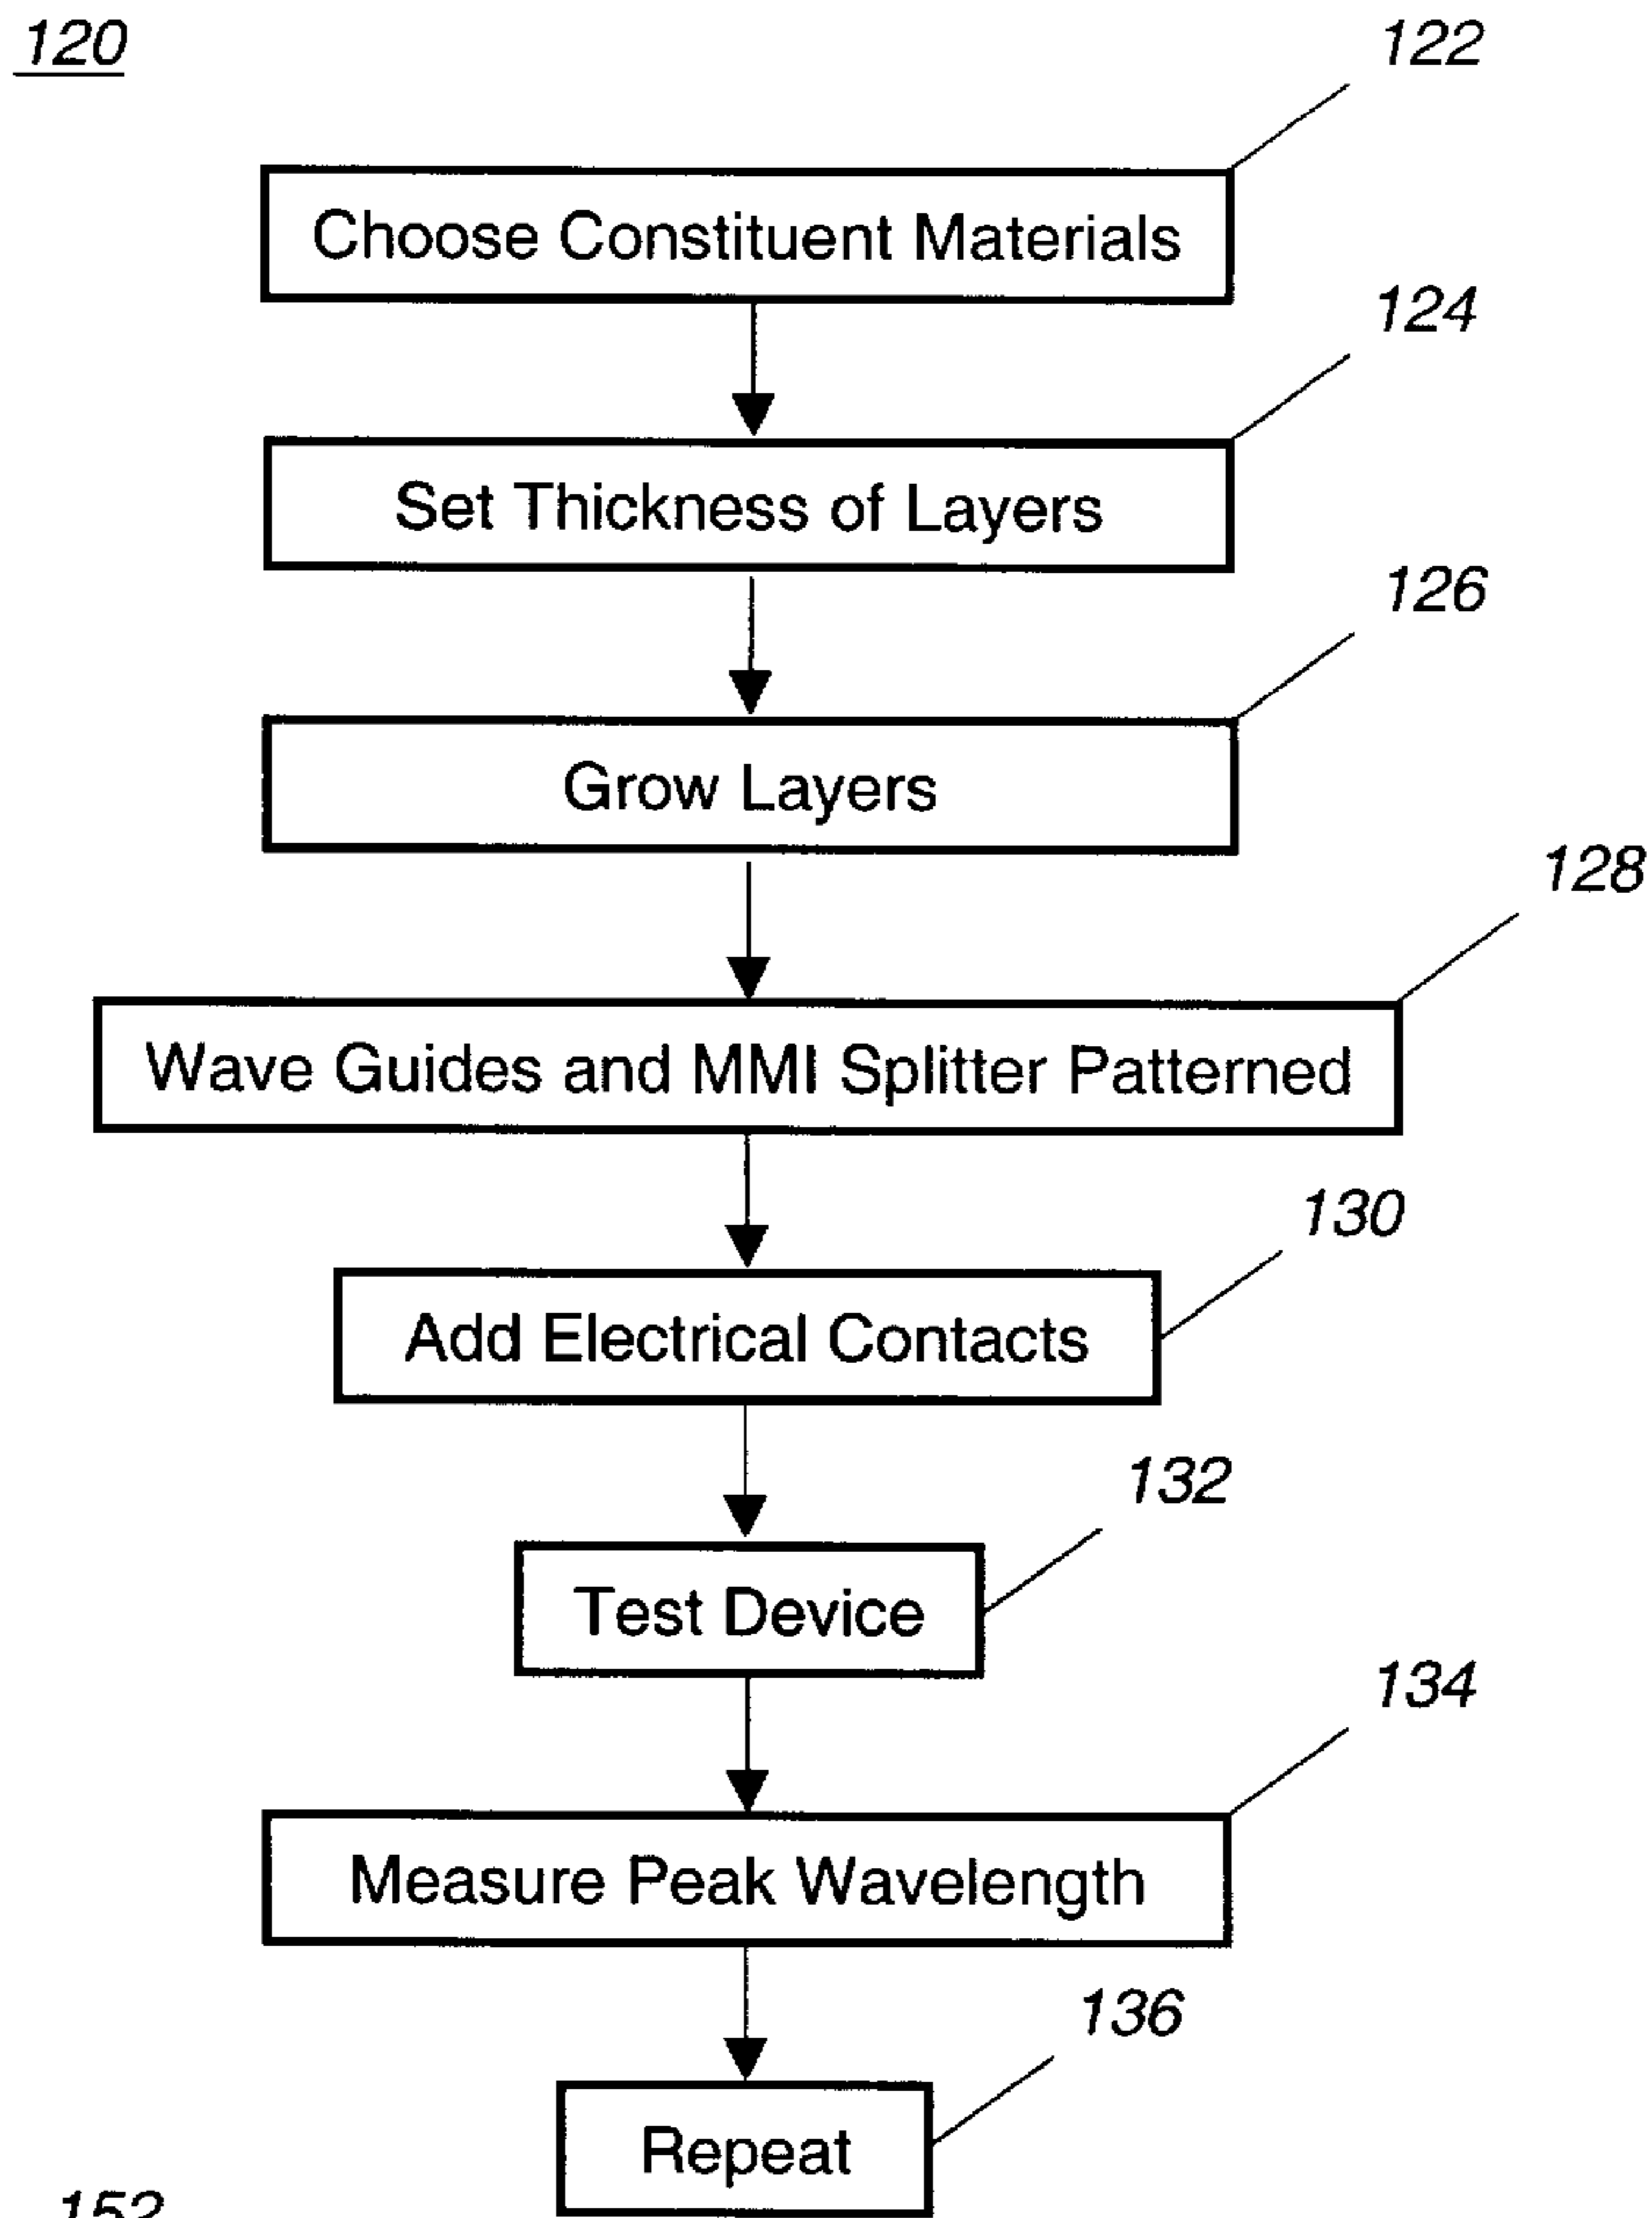 120
122
Choose Constituent Materials
124
Set Thickness of Layers
126
Grow Layers
128
Wave Guides and MMI Splitter Patterned
130
Add Electrical Contacts
132
Test Device
134
Measure Peak Wavelength
136
Repeat
152